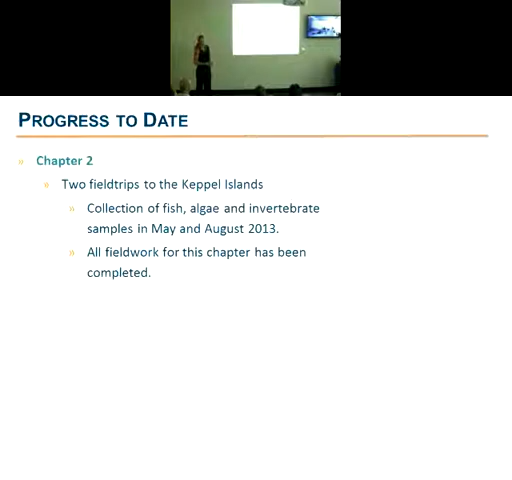 PROGRESS TO DATE
» Chapter 2
» Two fieldtrips to the Keppel Islands
» Collection of fish, algae and invertebrate
samples in May and August 2013.
» All fieldwork for this chapter has been
completed.